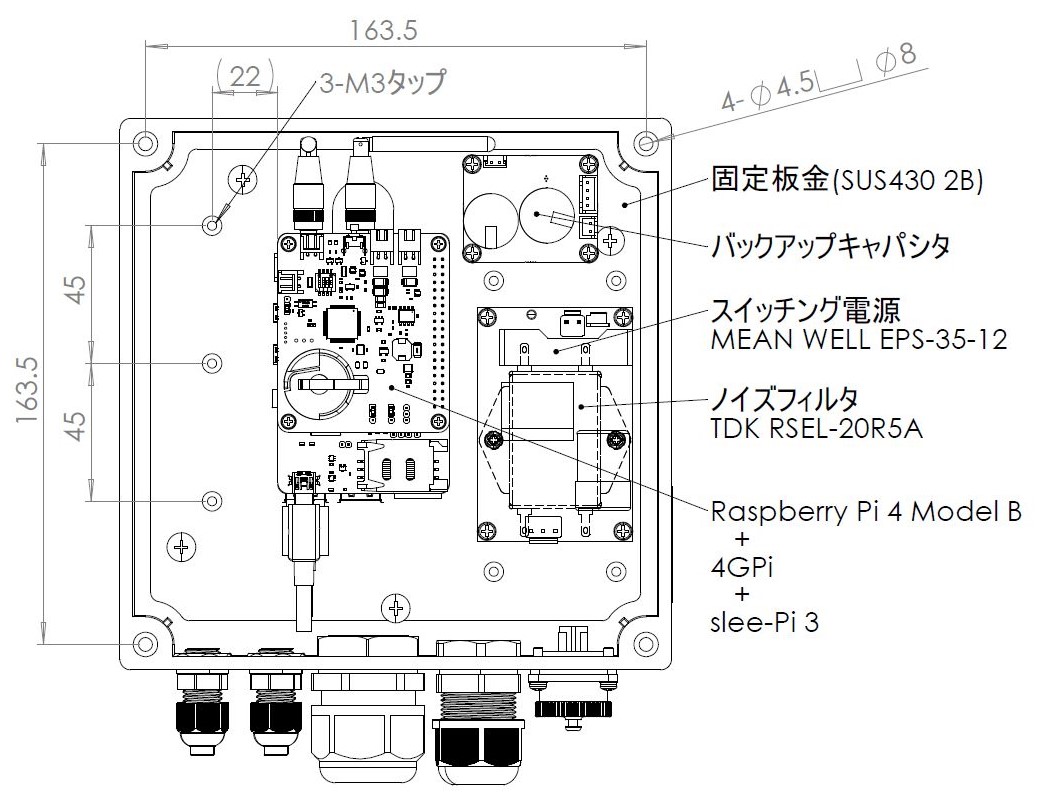 163.5
(22)
3-M3タップ
4-⌀4.5⌴⌀8
固定板金(SUS430 2B)
バックアップキャパシタ
スイッチング電源
MEAN WELL EPS-35-12
ノイズフィルタ
TDK RSEL-20R5A
Raspberry Pi 4 Model B
+
4GPi
+
slee-Pi 3
163.5
45
45